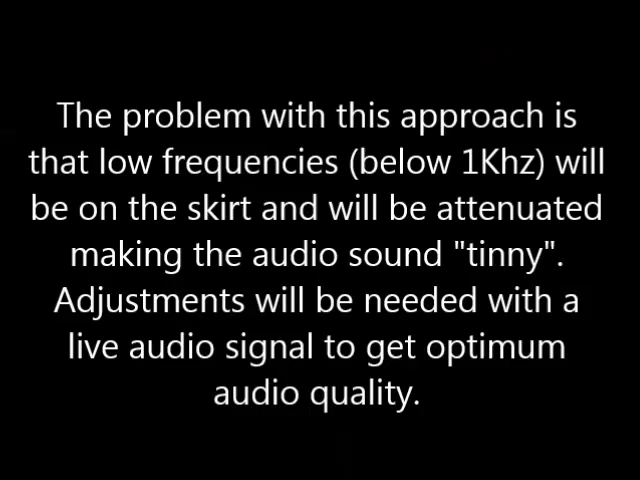 The problem with this approach is
that low frequencies (below 1Khz) will
be on the skirt and will be attenuated
making the audio sound "tinny".
Adjustments will be needed with a
live audio signal to get optimum
audio quality.